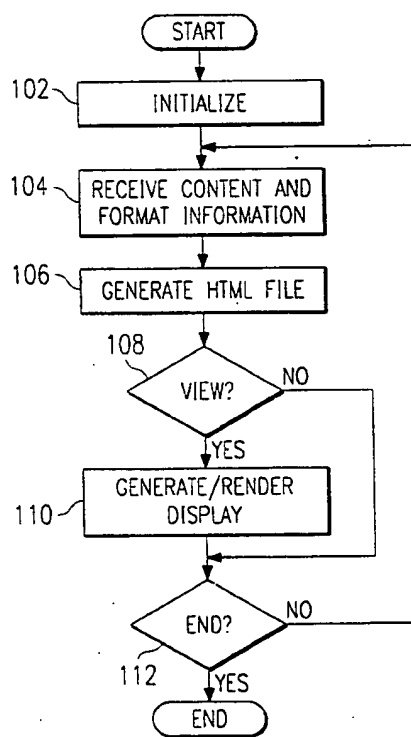 START
102
INITIALIZE
104
RECEIVE CONTENT AND
FORMAT INFORMATION
106
GENERATE HTML FILE
108
VIEW?
NO
YES
110
GENERATE/RENDER
DISPLAY
END?
NO
112
YES
END